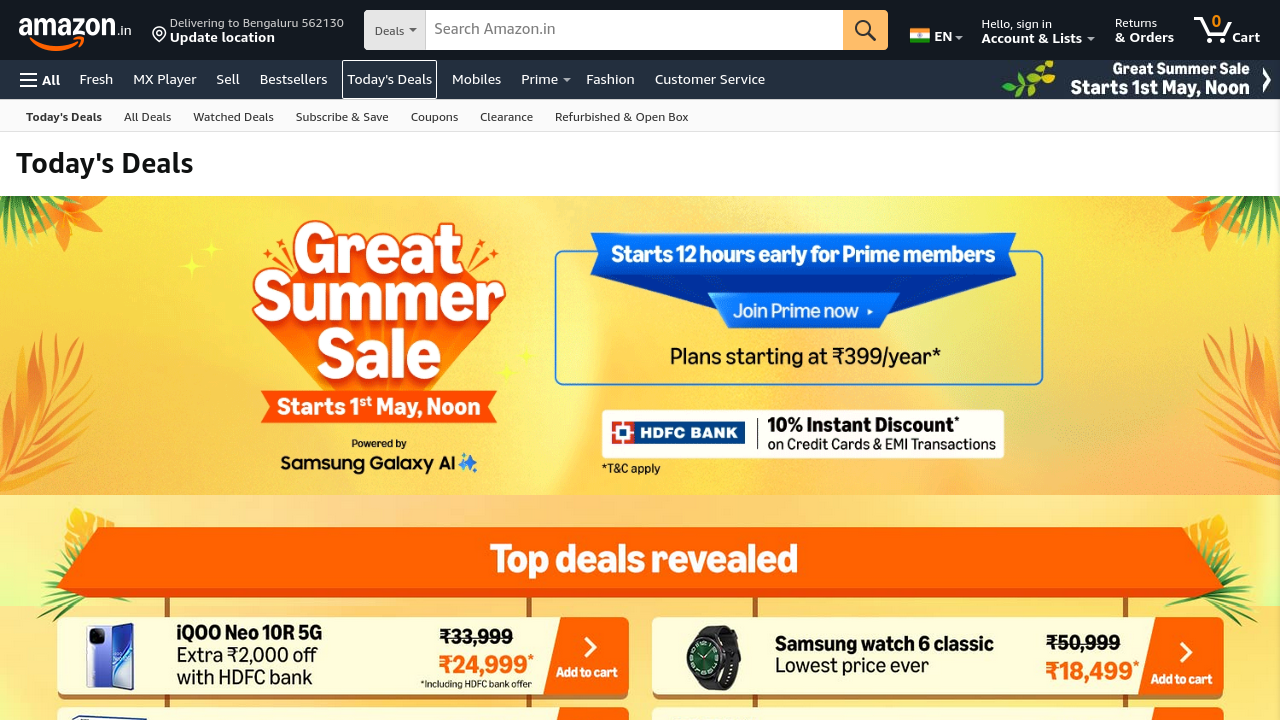 amazon.in
Delivering to Bengaluru 562130
Update location
Deals
Search Amazon.in
EN
Hello, sign in
Account & Lists
Returns
& Orders
0
Cart
All
Fresh
MX Player
Sell
Bestsellers
Today's Deals
Mobiles
Prime
Fashion
Customer Service
Great Summer Sale
Starts 1st May, Noon
Today's Deals
All Deals
Watched Deals
Subscribe & Save
Coupons
Clearance
Refurbished & Open Box
Today's Deals
Great
Summer
Sale
Starts 1st May, Noon
Powered by
Samsung Galaxy AI
Starts 12 hours early for Prime members
Join Prime now
Plans starting at ₹399/year*
HDFC BANK
10% Instant Discount*
on Credit Cards & EMI Transactions
*T&C apply
Top deals revealed
iQOO Neo 10R 5G
Extra ₹2,000 off
with HDFC bank
₹33,999
₹24,999*
*Including HDFC bank offer
Add to cart
Samsung watch 6 classic
Lowest price ever
₹50,999
₹18,499*
Add to cart